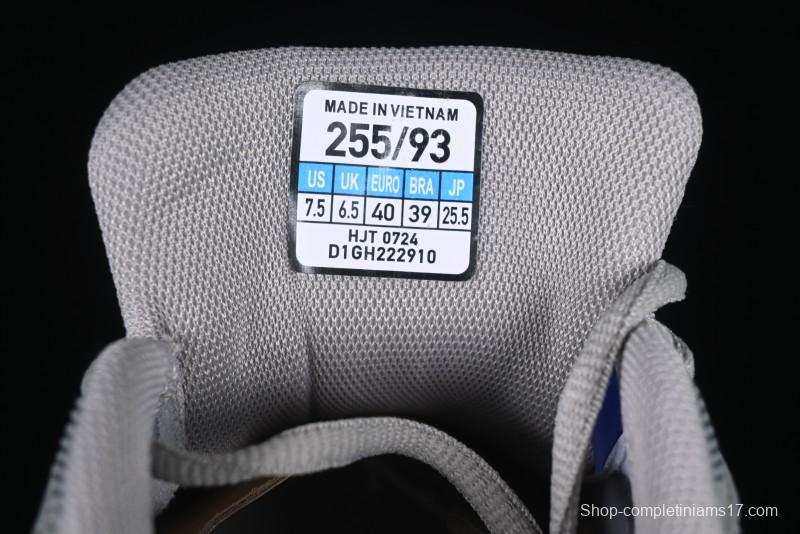 MADE IN VIETNAM
255/93
US UK EURO BRA JP
7.5 6.5 40 39 25.5
HJT 0724
D1GH222910
Shop-completiniams17.com